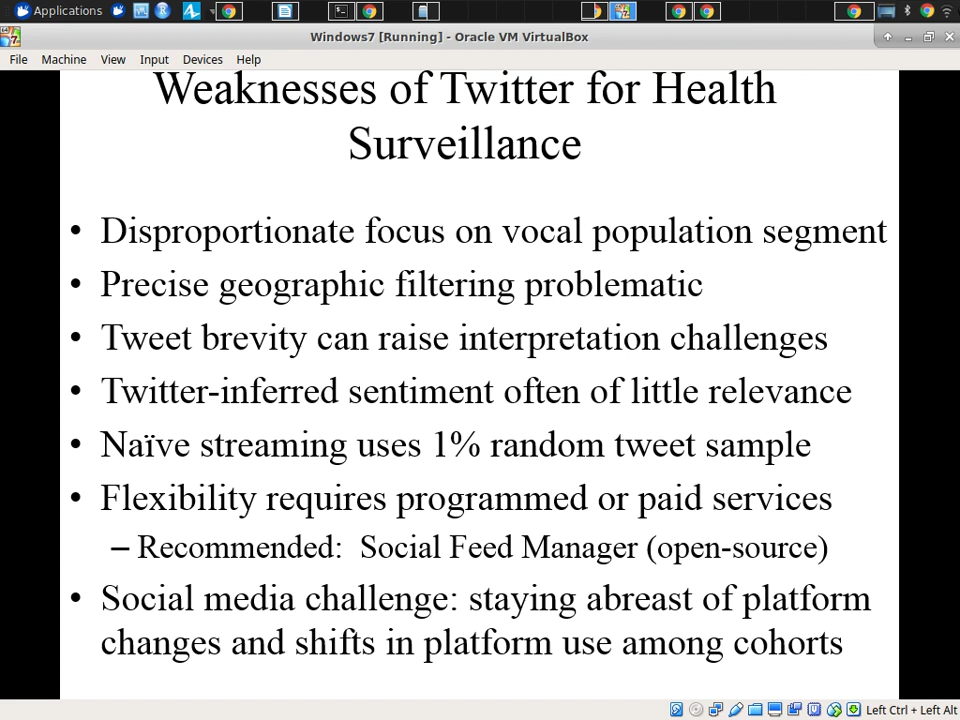 Applications
Windows7 [Running] - Oracle VM VirtualBox
File Machine View Input Devices Help
Weaknesses of Twitter for Health
Surveillance
• Disproportionate focus on vocal population segment
• Precise geographic filtering problematic
• Tweet brevity can raise interpretation challenges
• Twitter-inferred sentiment often of little relevance
• Naïve streaming uses 1% random tweet sample
• Flexibility requires programmed or paid services
– Recommended: Social Feed Manager (open-source)
• Social media challenge: staying abreast of platform
changes and shifts in platform use among cohorts
Left Ctrl + Left Alt